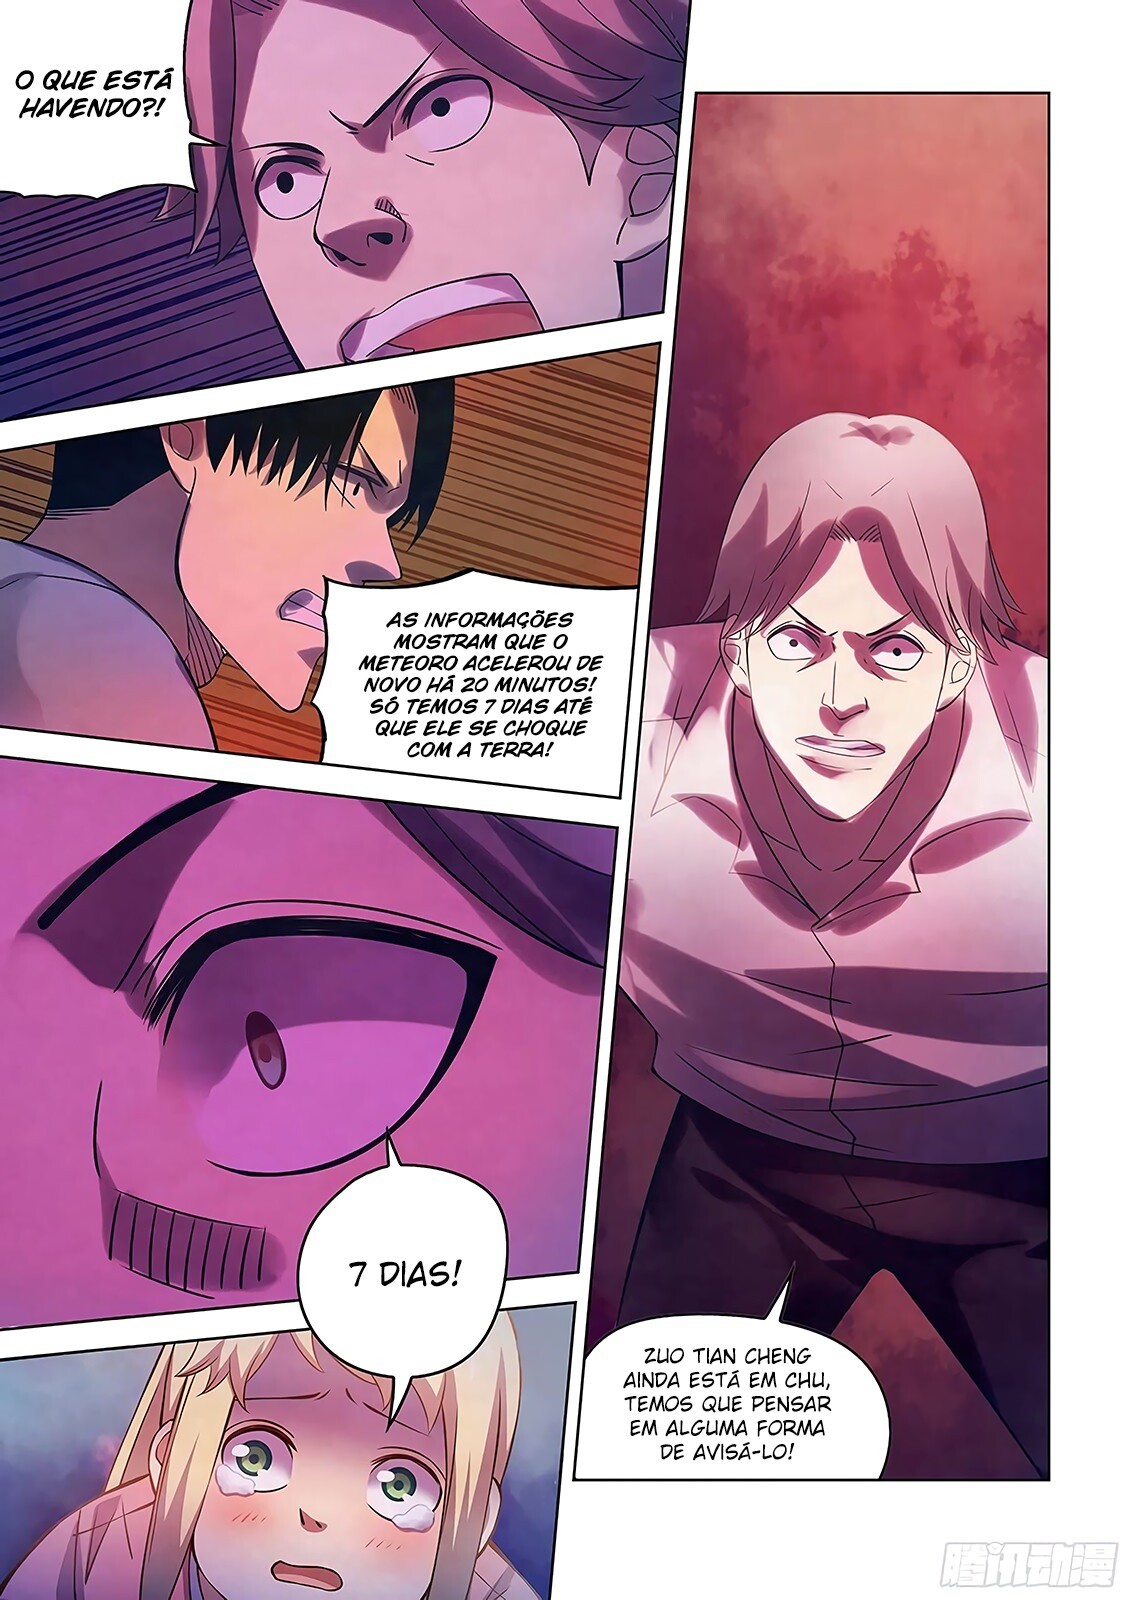 O QUE ESTÁ
HAVENDO?!
AS INFORMAÇÕES
MOSTRAM QUE O
METEORO ACELEROU DE
NOVO HÁ 20 MINUTOS!
SÓ TEMOS 7 DIAS ATÉ
QUE ELE SE CHOQUE
COM A TERRA!
7 DIAS!
ZUO TIAN CHENG
AINDA ESTÁ EM CHU,
TEMOS QUE PENSAR
EM ALGUMA FORMA
DE AVISÁ-LO!
腾讯动漫